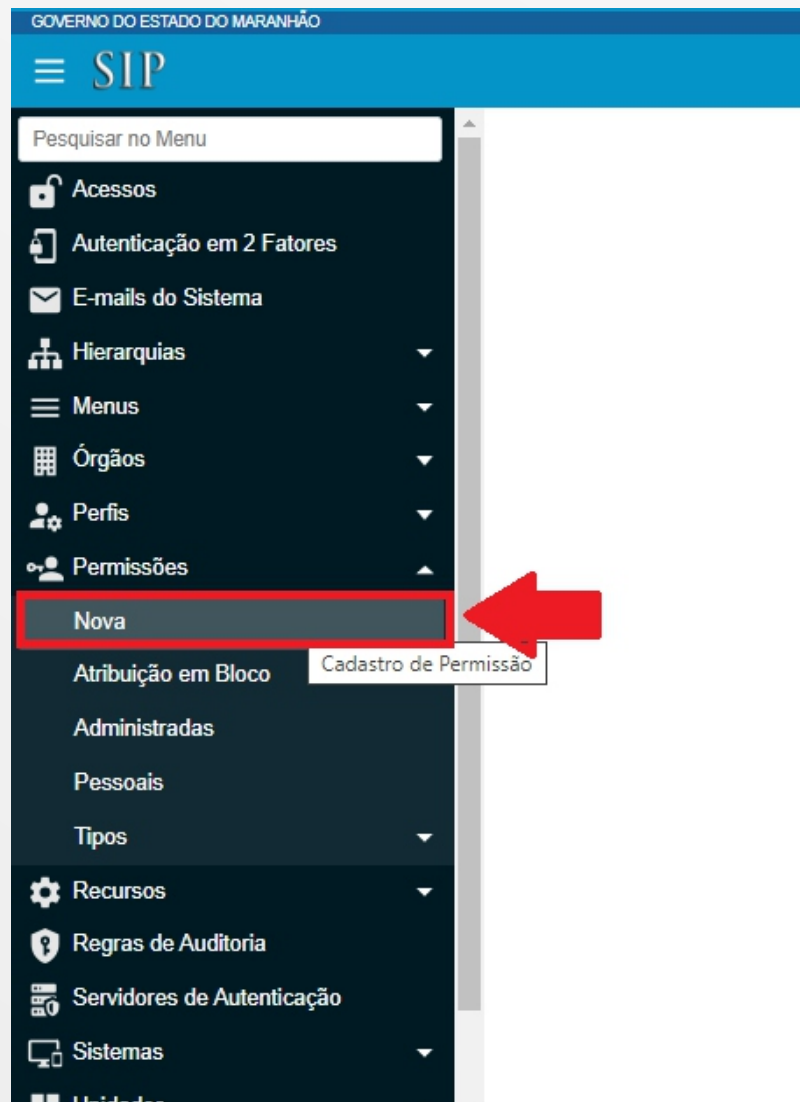 GOVERNO DO ESTADO DO MARANHÃO
SIP
Pesquisar no Menu
Acessos
Autenticação em 2 Fatores
E-mails do Sistema
Hierarquias
Menus
Órgãos
Perfis
Permissões
Nova
Cadastro de Permissão
Atribuição em Bloco
Administradas
Pessoais
Tipos
Recursos
Regras de Auditoria
Servidores de Autenticação
Sistemas
Unidades